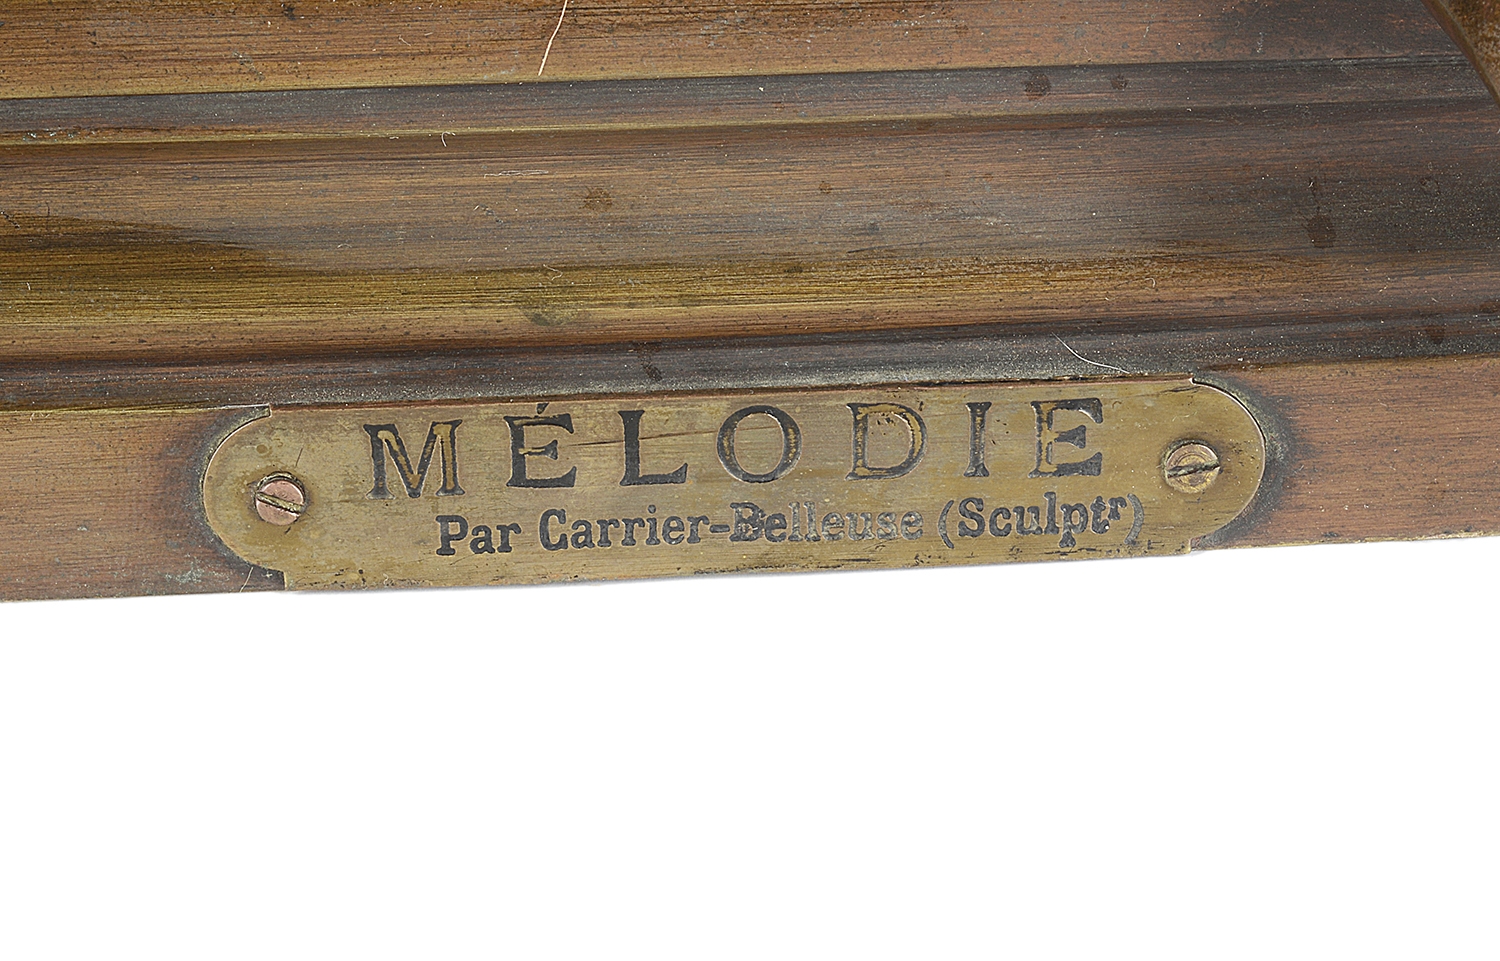 MÉLODIE
Par Carrier-Belleuse (Sculptr)